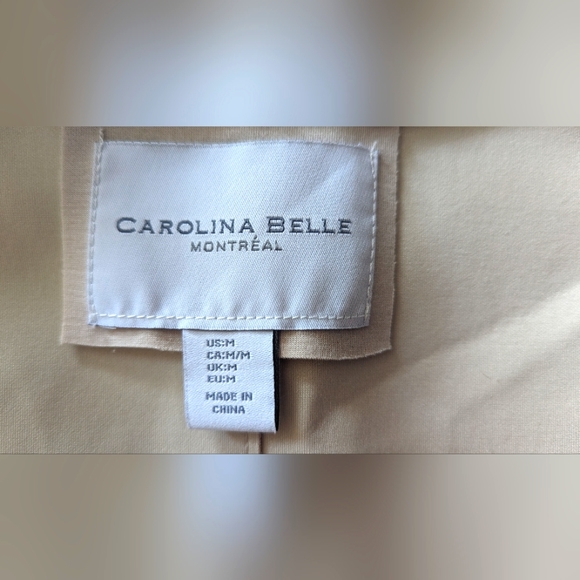 CAROLINA BELLE
MONTRÉAL
US:M
CA:M/M
UK:M
EU:M
MADE IN
CHINA